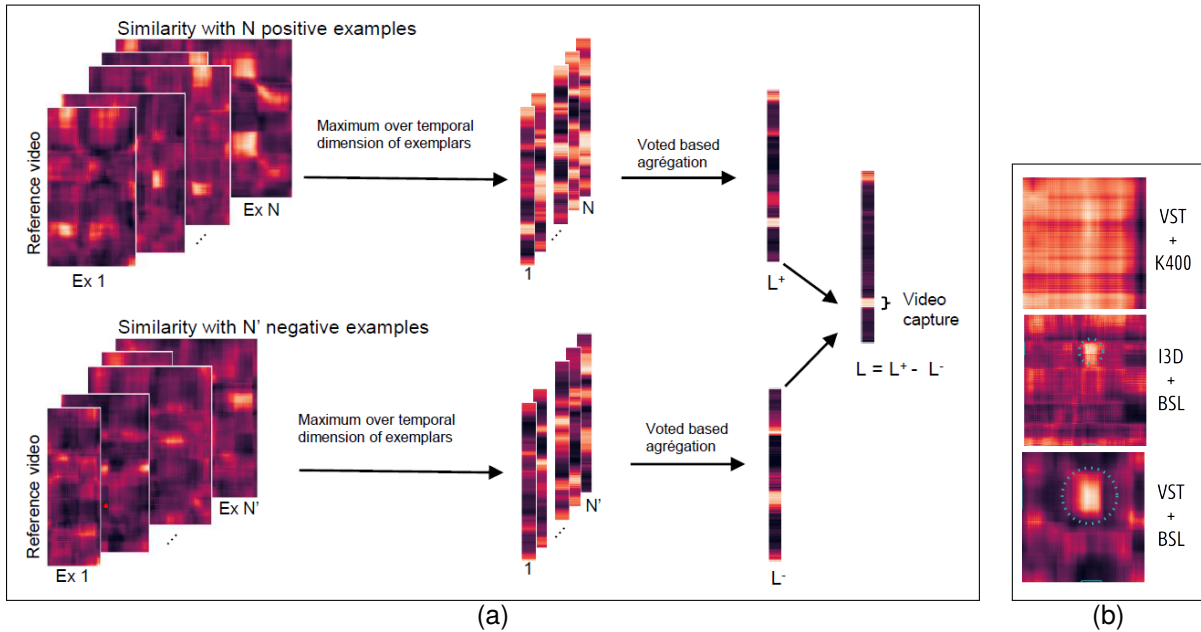 Similarity with N positive examples
Reference video
Ex 1
...
Ex N
Maximum over temporal
dimension of exemplars
1
...
N
Voted based
agrégation
L+
Video
capture
L = L+ - L-
Similarity with N' negative examples
Reference video
Ex 1
...
Ex N'
Maximum over temporal
dimension of exemplars
1
...
N'
Voted based
agrégation
L-
(a)
VST
+
K400
I3D
+
BSL
VST
+
BSL
(b)